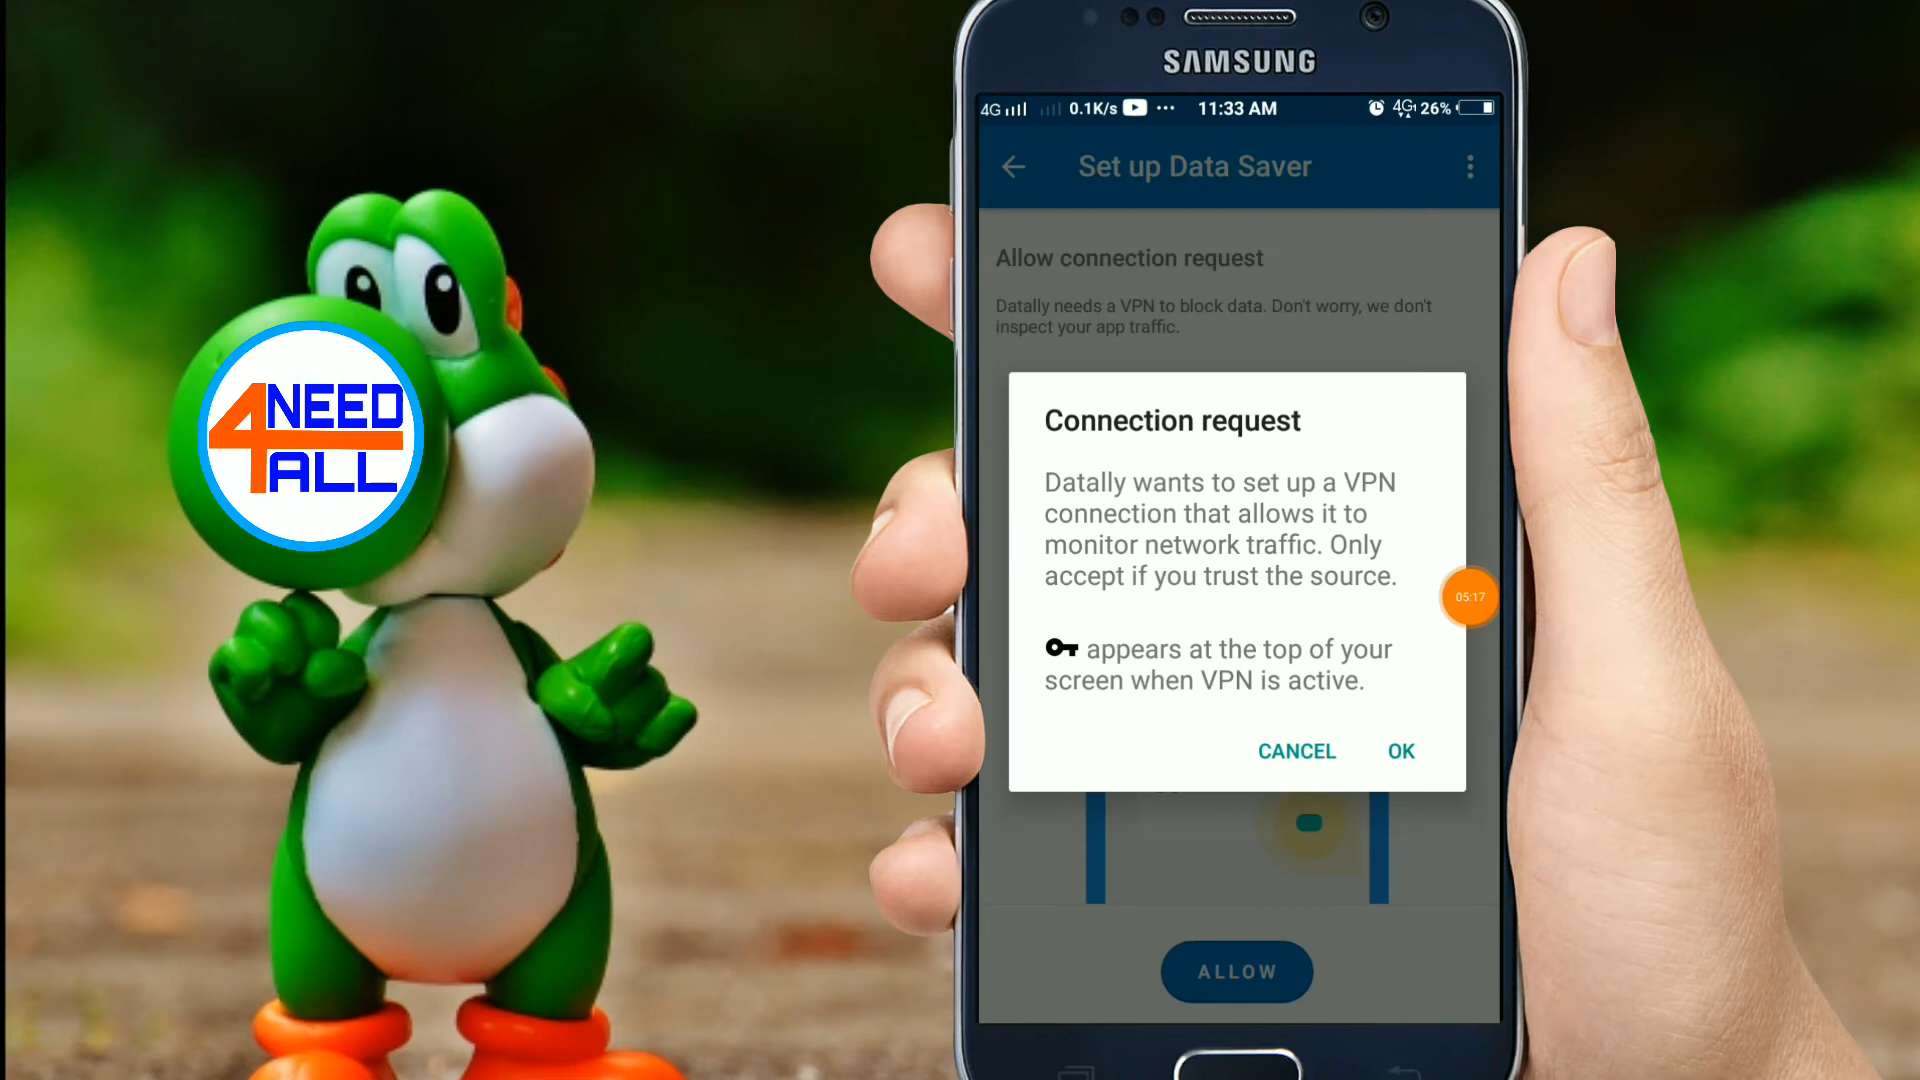 4NEED
ALL
SAMSUNG
4G 0.1K/s ... 11:33 AM 4G 26%
Set up Data Saver
Allow connection request
Datally needs a VPN to block data. Don't worry, we don't
inspect your app traffic.
Connection request
Datally wants to set up a VPN
connection that allows it to
monitor network traffic. Only
accept if you trust the source.
appears at the top of your
screen when VPN is active.
CANCEL OK
05:17
ALLOW